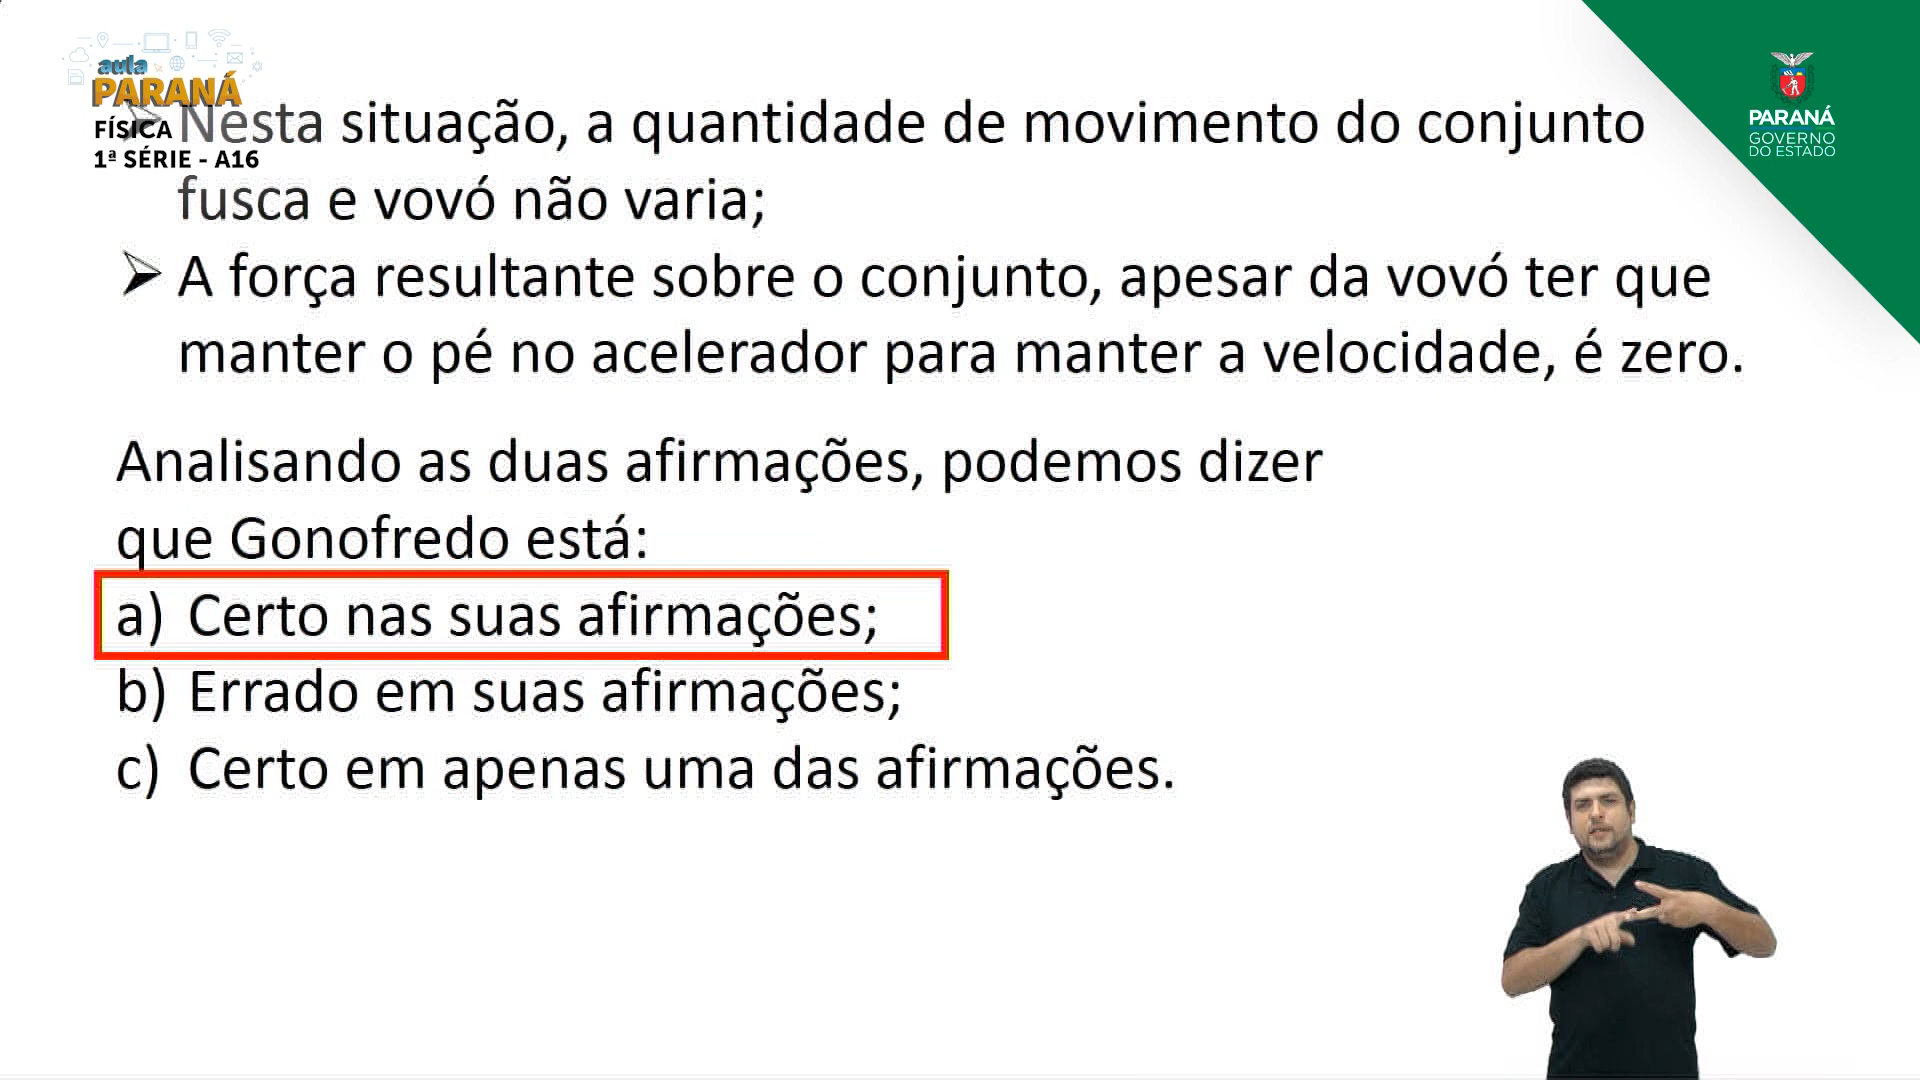 aula
PARANÁ
FÍSICA
1ª SÉRIE - A16
PARANÁ
GOVERNO
DO ESTADO
➢ Nesta situação, a quantidade de movimento do conjunto
fusca e vovó não varia;
➢ A força resultante sobre o conjunto, apesar da vovó ter que
manter o pé no acelerador para manter a velocidade, é zero.
Analisando as duas afirmações, podemos dizer
que Gonofredo está:
a) Certo nas suas afirmações;
b) Errado em suas afirmações;
c) Certo em apenas uma das afirmações.